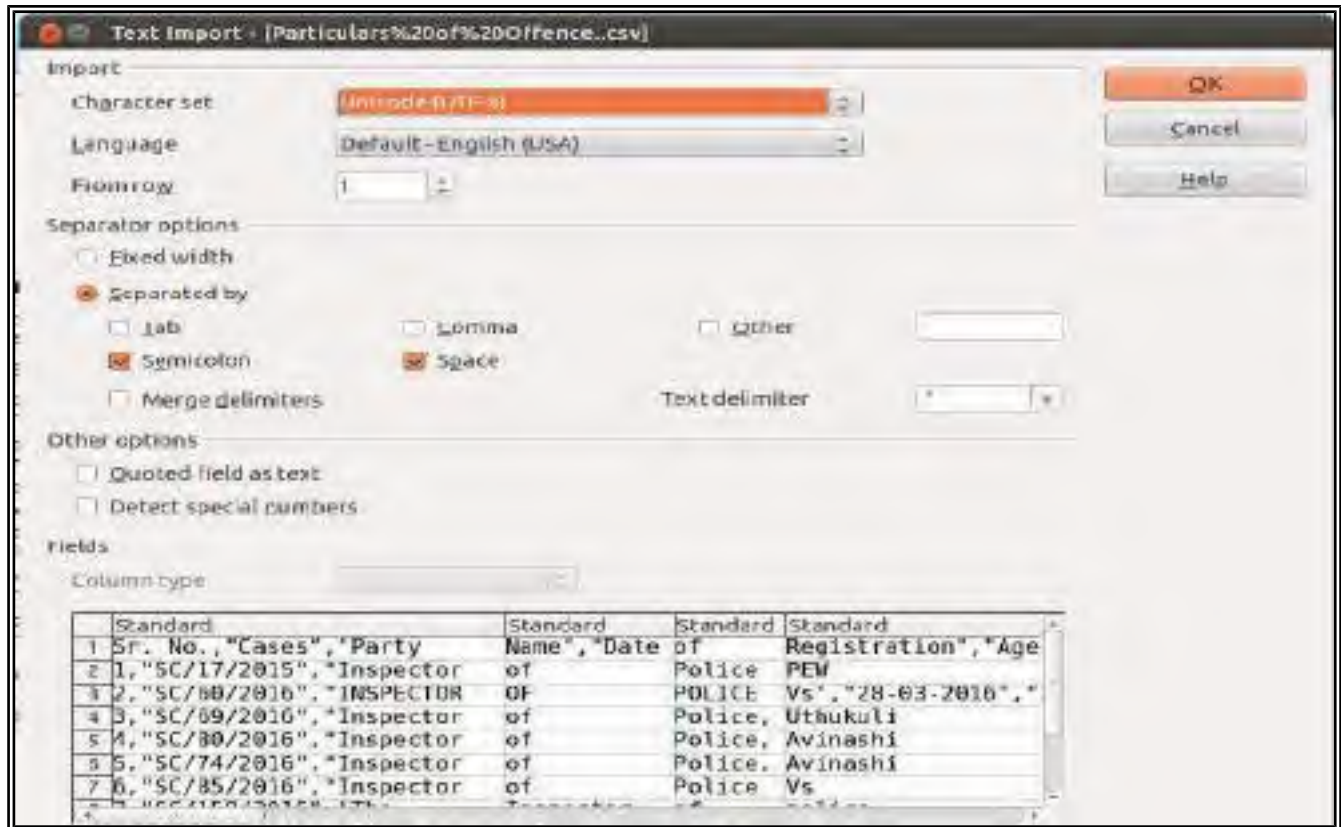 Text Import - [Particulars%20of%20Offence..csv]
Import
Character set Unicode (UTF-8)
Language Default - English (USA)
From row 1
OK
Cancel
Help
Separator options
Fixed width
Separated by
Tab Comma Other
Semicolon Space
Merge delimiters Text delimiter "
Other options
Quoted field as text
Detect special numbers
Fields
Column type
Standard Standard Standard Standard
1 Sr. No.,"Cases","Party Name","Date of Registration","Age
2 1,"SC/17/2015","Inspector of Police PEW
3 2,"SC/60/2016","INSPECTOR OF POLICE Vs","28-03-2016","
4 3,"SC/69/2016","Inspector of Police, Uthukuli
5 4,"SC/80/2016","Inspector of Police, Avinashi
6 5,"SC/74/2016","Inspector of Police, Avinashi
7 6,"SC/85/2016","Inspector of Police Vs